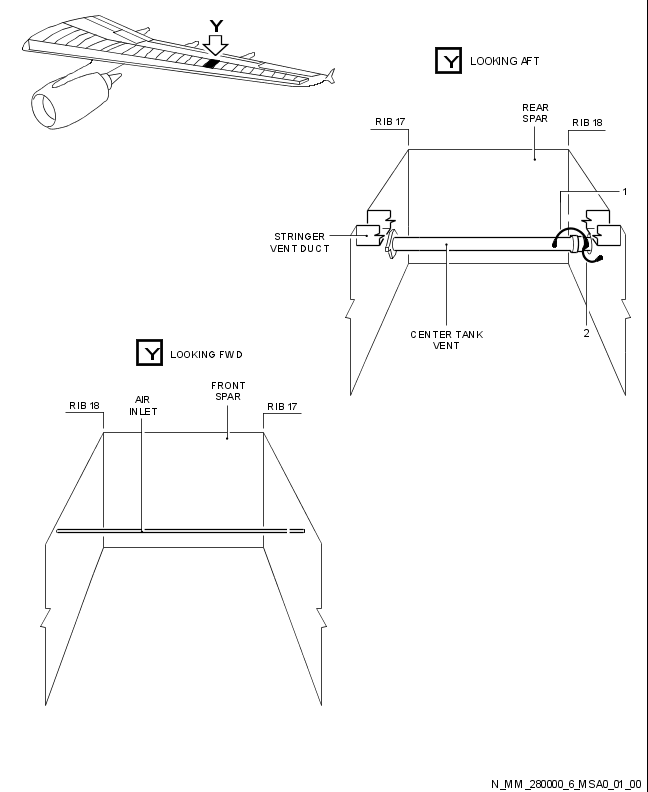 Y
Y LOOKING AFT
REAR
SPAR
RIB 17
RIB 18
1
STRINGER
VENT DUCT
CENTER TANK
VENT
2
Y LOOKING FWD
FRONT
SPAR
AIR
INLET
RIB 18
RIB 17
N_MM_280000_6_MSA0_01_00